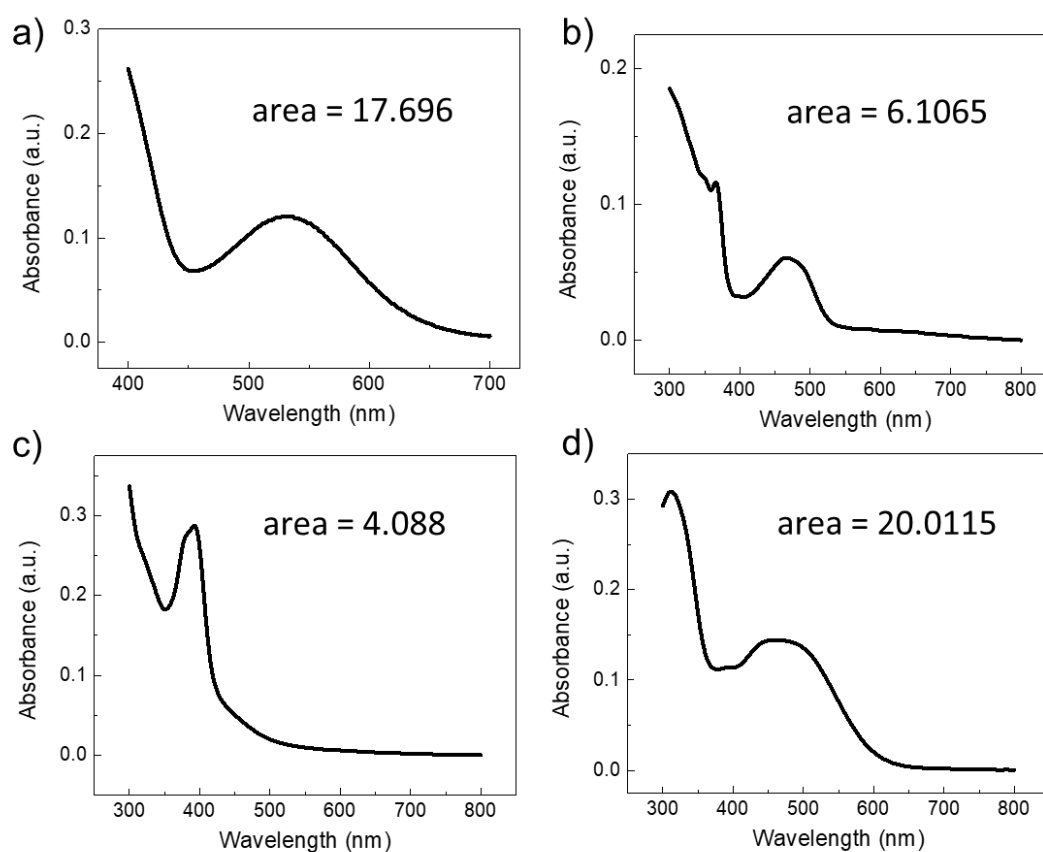 a)
area = 17.696
Absorbance (a.u.)
0.3
0.2
0.1
0.0
400 500 600 700
Wavelength (nm)
b)
area = 6.1065
Absorbance (a.u.)
0.2
0.1
0.0
300 400 500 600 700 800
Wavelength (nm)
c)
area = 4.088
Absorbance (a.u.)
0.3
0.2
0.1
0.0
300 400 500 600 700 800
Wavelength (nm)
d)
area = 20.0115
Absorbance (a.u.)
0.3
0.2
0.1
0.0
300 400 500 600 700 800
Wavelength (nm)